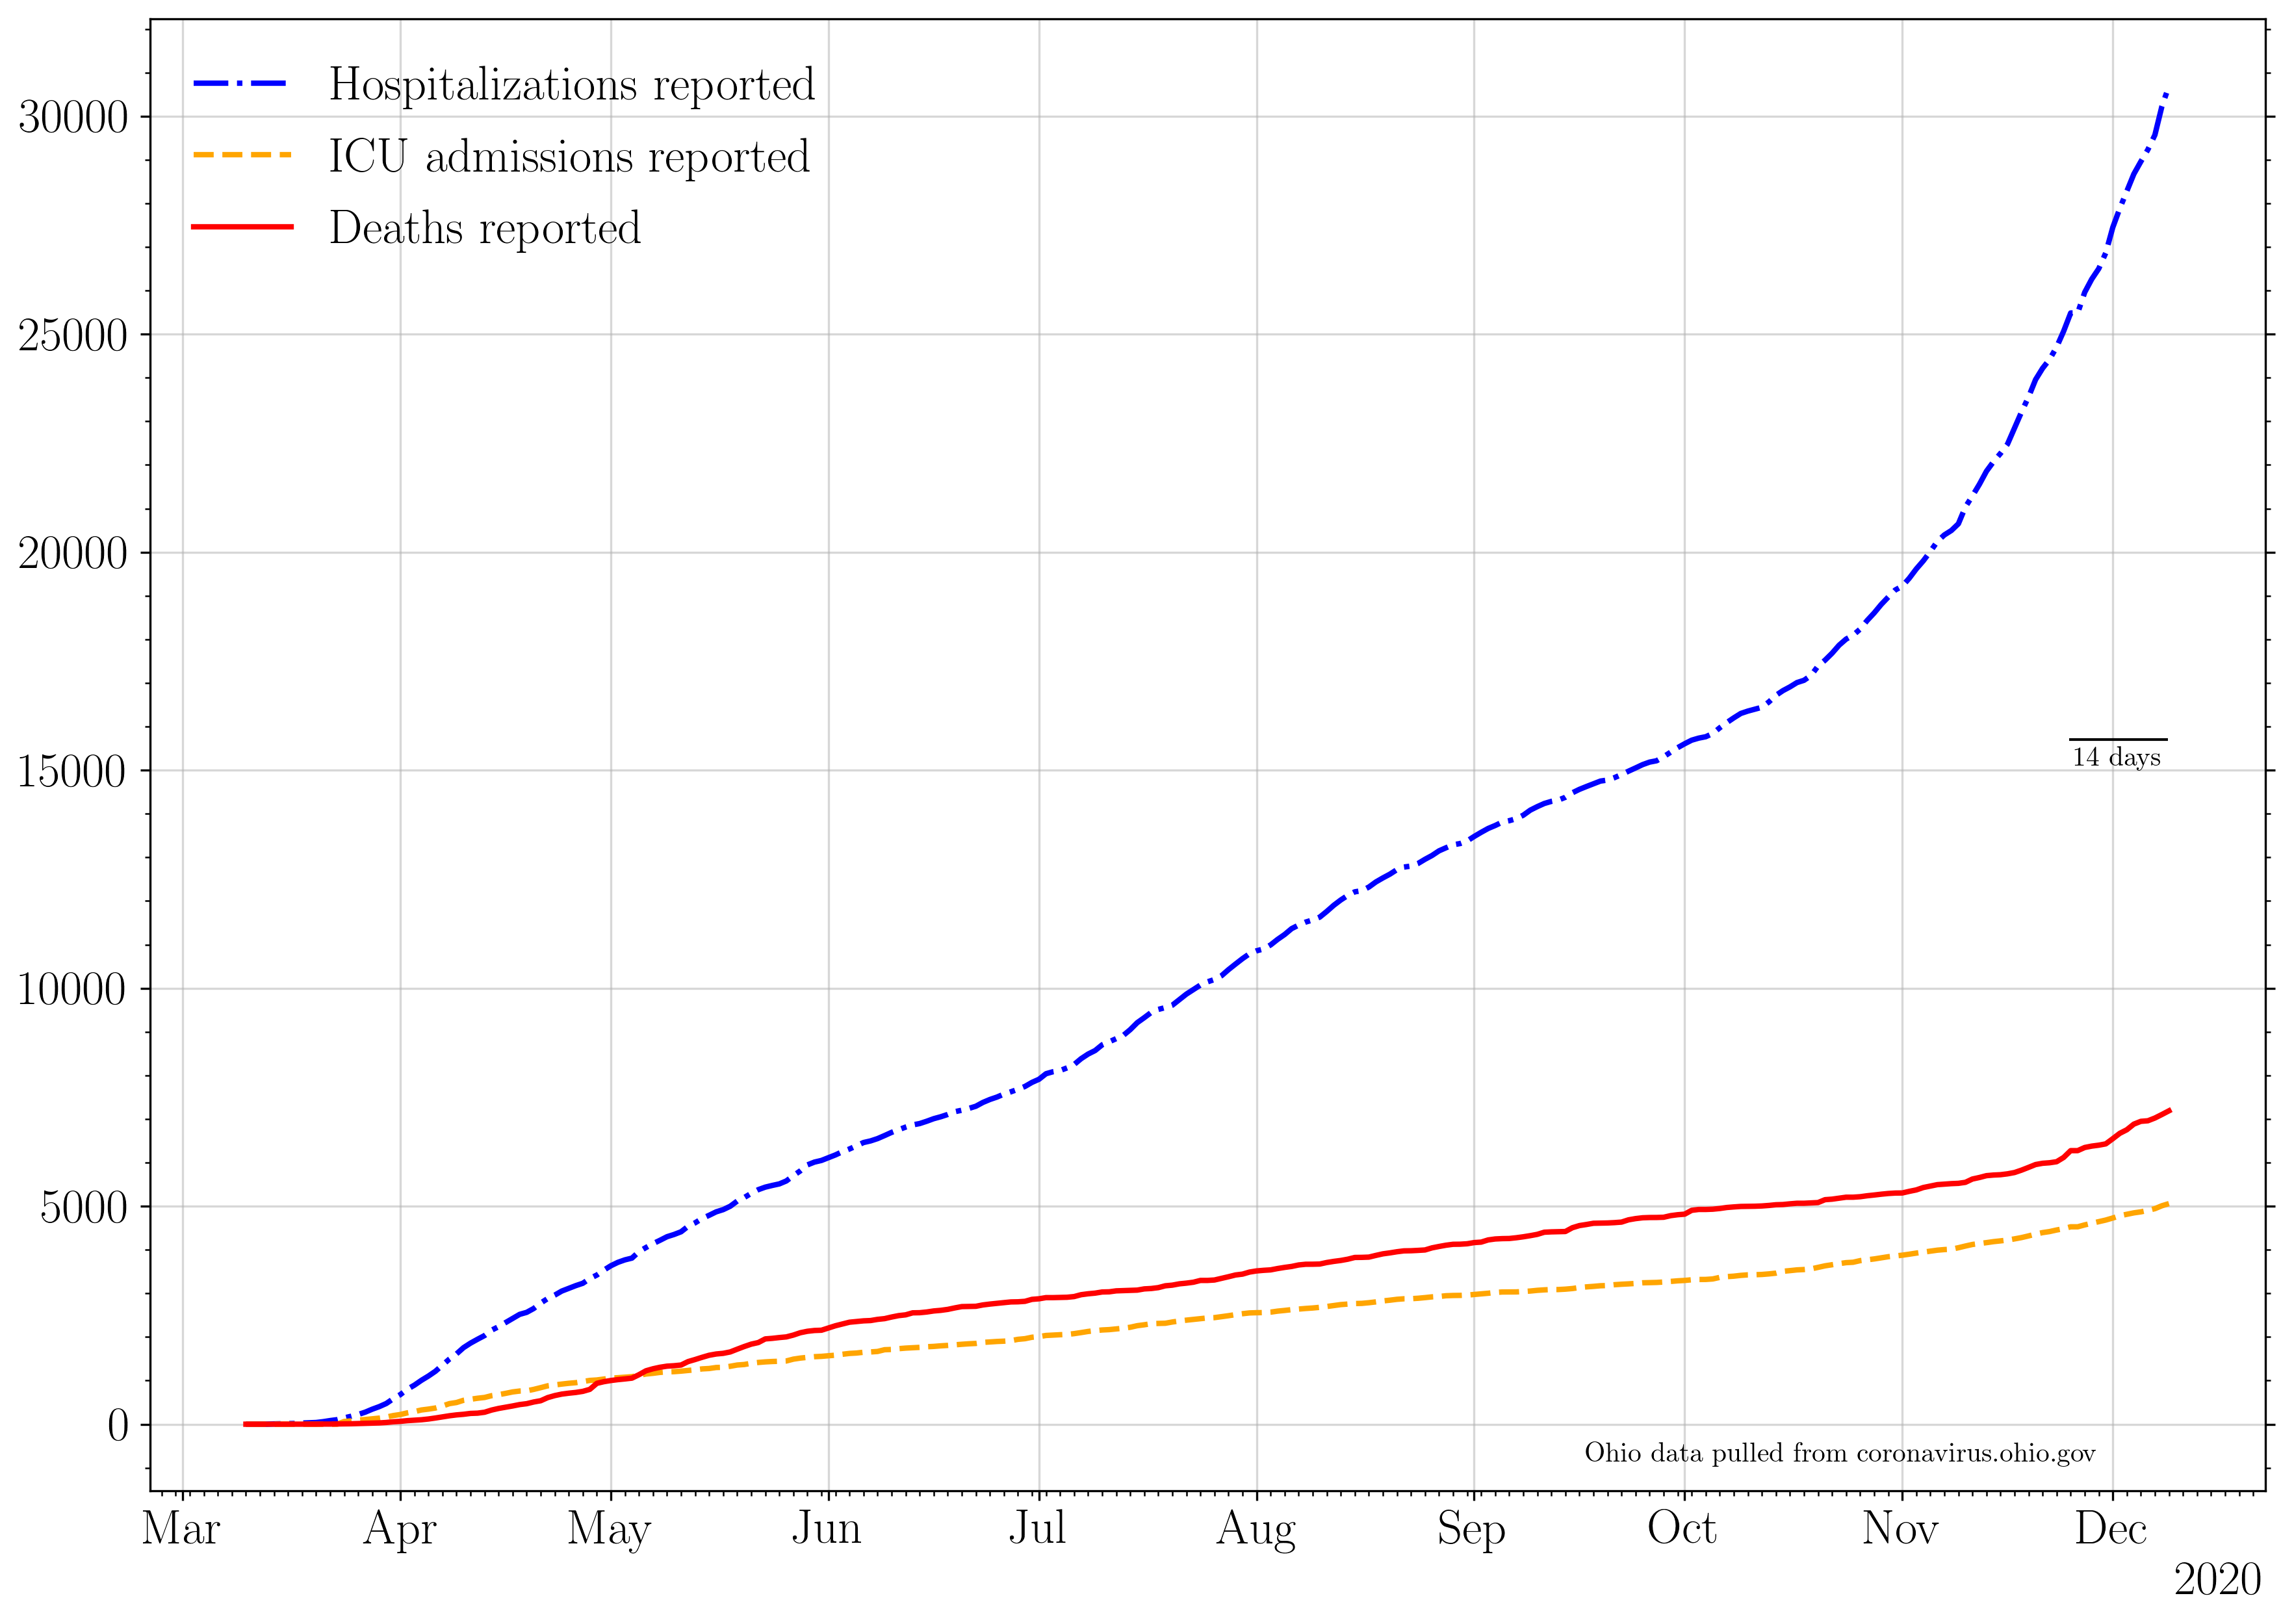 Hospitalizations reported
ICU admissions reported
Deaths reported
30000
25000
20000
15000
10000
5000
0
14 days
Ohio data pulled from coronavirus.ohio.gov
Mar Apr May Jun Jul Aug Sep Oct Nov Dec
2020